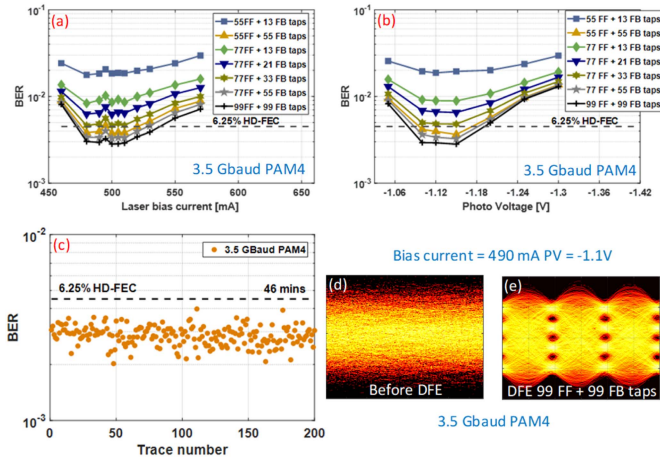 (a)
55FF + 13 FB taps
55FF + 55 FB taps
77FF + 13 FB taps
77FF + 21 FB taps
77FF + 33 FB taps
77FF + 55 FB taps
99FF + 99 FB taps
10-1
10-2
10-3
BER
6.25% HD-FEC
3.5 Gbaud PAM4
450 500 550 600 650
Laser bias current [mA]
(b)
55 FF + 13 FB taps
55 FF + 55 FB taps
77 FF + 13 FB taps
77 FF + 21 FB taps
77 FF + 33 FB taps
77 FF + 55 FB taps
99 FF + 99 FB taps
10-1
10-2
10-3
BER
6.25% HD-FEC
3.5 Gbaud PAM4
-1.06 -1.12 -1.18 -1.24 -1.3 -1.36 -1.42
Photo Voltage [V]
(c)
3.5 GBaud PAM4
10-2
10-3
BER
6.25% HD-FEC
46 mins
0 50 100 150 200
Trace number
Bias current = 490 mA PV = -1.1V
(d)
Before DFE
(e)
DFE 99 FF + 99 FB taps
3.5 Gbaud PAM4